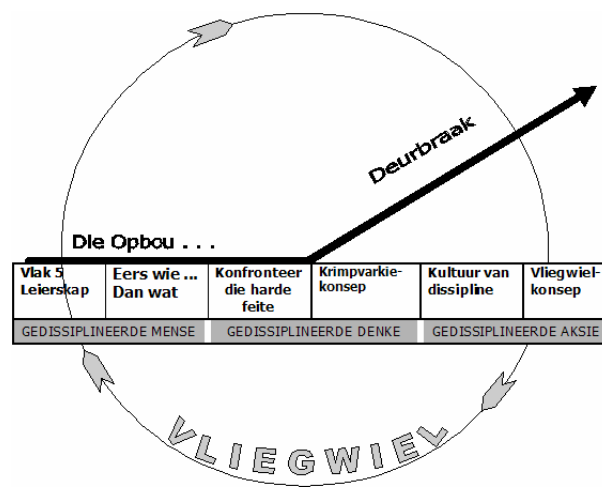 Deurbraak
Die Opbou . . .
Vlak 5
Leierskap
Eers wie ...
Dan wat
Konfronteer
die harde
feite
Krimpvarkie-
konsep
Kultuur van
dissipline
Vliegwiel-
konsep
GEDISSIPLINEERDE MENSE
GEDISSIPLINEERDE DENKE
GEDISSIPLINEERDE AKSIE
VLIEGWIEL